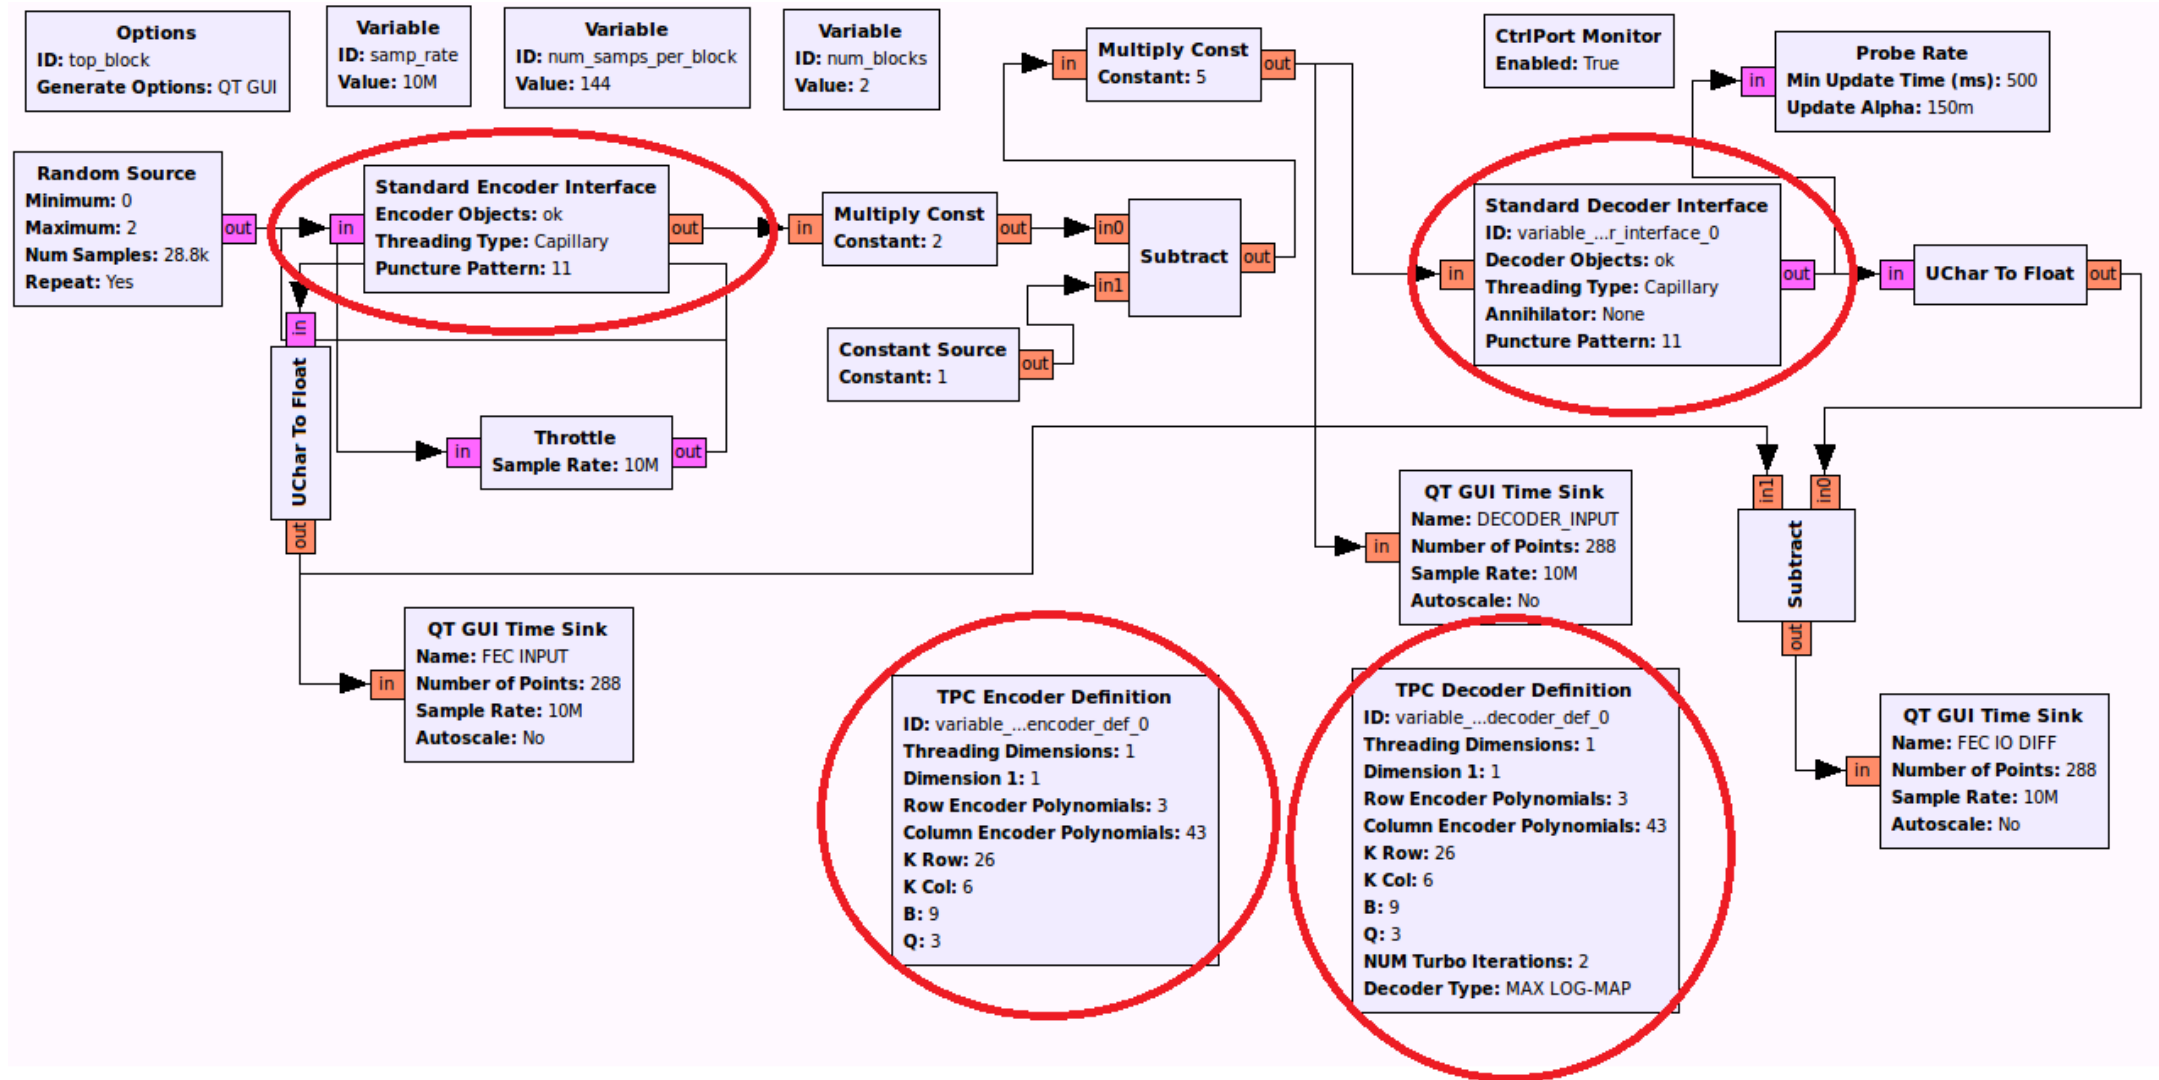 Options
ID: top_block
Generate Options: QT GUI
Variable
ID: samp_rate
Value: 10M
Variable
ID: num_samps_per_block
Value: 144
Variable
ID: num_blocks
Value: 2
in
Multiply Const
Constant: 5
out
CtrlPort Monitor
Enabled: True
in
Probe Rate
Min Update Time (ms): 500
Update Alpha: 150m
Random Source
Minimum: 0
Maximum: 2
Num Samples: 28.8k
Repeat: Yes
out
in
Standard Encoder Interface
Encoder Objects: ok
Threading Type: Capillary
Puncture Pattern: 11
out
in
Multiply Const
Constant: 2
out
in0
in1
Subtract
out
Constant Source
Constant: 1
out
in
Standard Decoder Interface
ID: variable_...r_interface_0
Decoder Objects: ok
Threading Type: Capillary
Annihilator: None
Puncture Pattern: 11
out
in
UChar To Float
out
in
UChar To Float
out
in
Throttle
Sample Rate: 10M
out
in
QT GUI Time Sink
Name: DECODER_INPUT
Number of Points: 288
Sample Rate: 10M
Autoscale: No
in1
in0
Subtract
out
in
QT GUI Time Sink
Name: FEC INPUT
Number of Points: 288
Sample Rate: 10M
Autoscale: No
TPC Encoder Definition
ID: variable_...encoder_def_0
Threading Dimensions: 1
Dimension 1: 1
Row Encoder Polynomials: 3
Column Encoder Polynomials: 43
K Row: 26
K Col: 6
B: 9
Q: 3
TPC Decoder Definition
ID: variable_...decoder_def_0
Threading Dimensions: 1
Dimension 1: 1
Row Encoder Polynomials: 3
Column Encoder Polynomials: 43
K Row: 26
K Col: 6
B: 9
Q: 3
NUM Turbo Iterations: 2
Decoder Type: MAX LOG-MAP
in
QT GUI Time Sink
Name: FEC IO DIFF
Number of Points: 288
Sample Rate: 10M
Autoscale: No